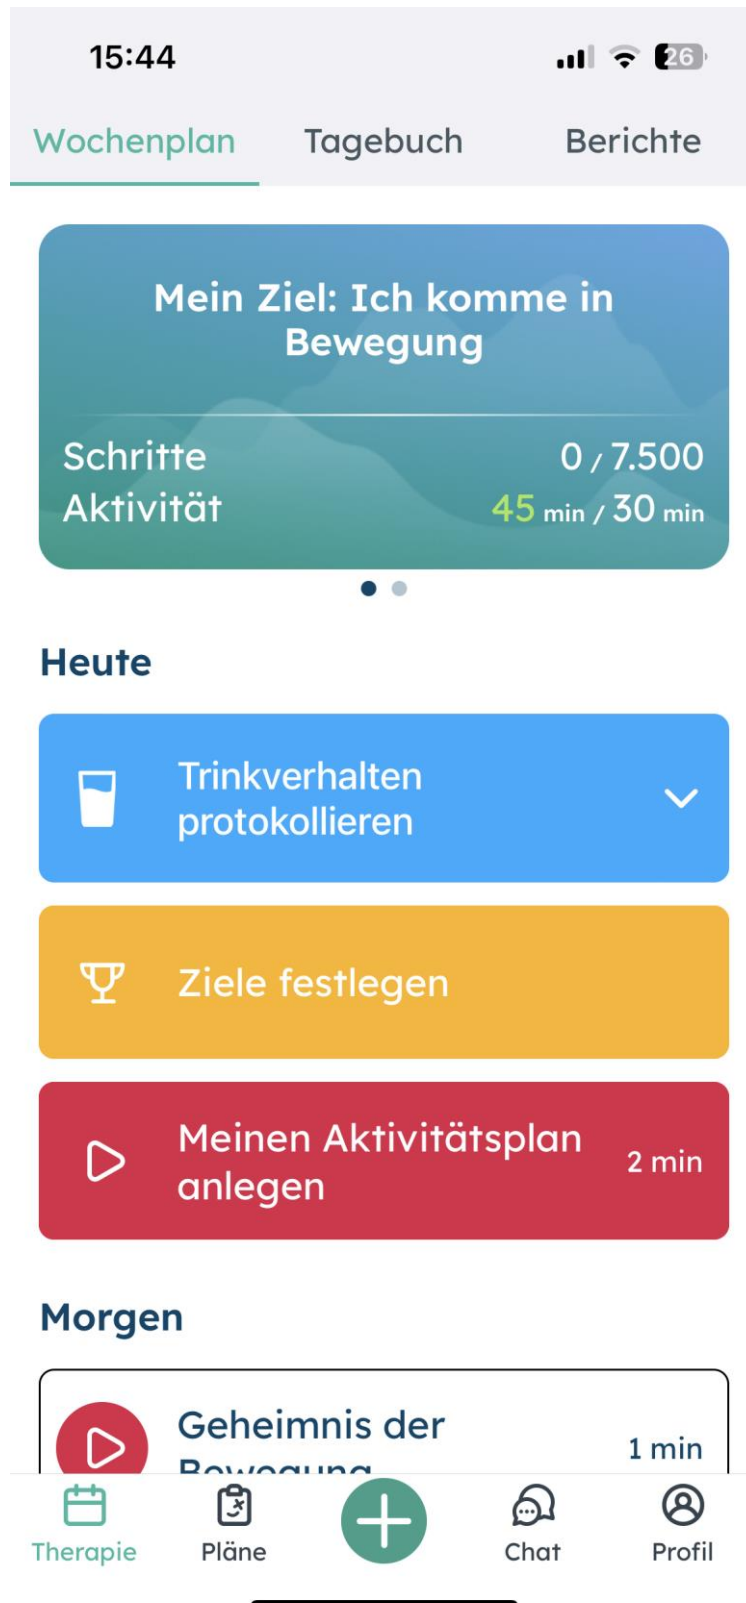 15:44
26
Wochenplan Tagebuch Berichte
Mein Ziel: Ich komme in
Bewegung
Schritte 0 / 7.500
Aktivität 45 min / 30 min
Heute
Trinkverhalten
protokollieren
Ziele festlegen
Meinen Aktivitätsplan
anlegen
2 min
Morgen
Geheimnis der
Bewegung
1 min
Therapie Pläne Chat Profil